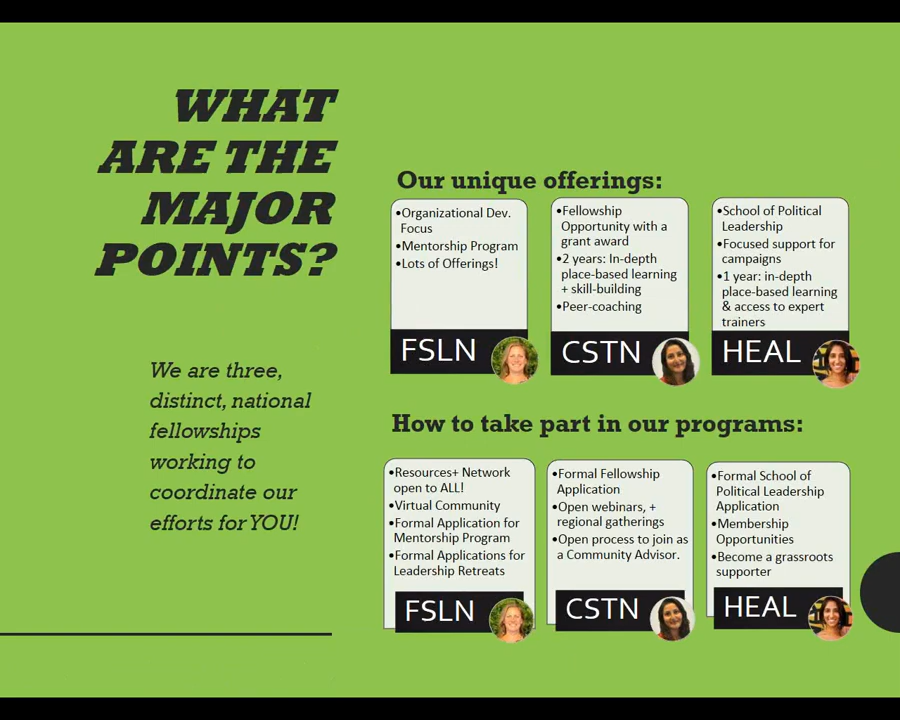 WHAT
ARE THE
MAJOR
POINTS?
We are three,
distinct, national
fellowships
working to
coordinate our
efforts for YOU!
Our unique offerings:
•Organizational Dev.
Focus
•Mentorship Program
•Lots of Offerings!
FSLN
•Fellowship
Opportunity with a
grant award
•2 years: In-depth
place-based learning
+ skill-building
•Peer-coaching
CSTN
•School of Political
Leadership
•Focused support for
campaigns
•1 year: in-depth
place-based learning
& access to expert
trainers
HEAL
How to take part in our programs:
•Resources+ Network
open to ALL!
•Virtual Community
•Formal Application for
Mentorship Program
•Formal Applications for
Leadership Retreats
FSLN
•Formal Fellowship
Application
•Open webinars, +
regional gatherings
•Open process to join as
a Community Advisor.
CSTN
•Formal School of
Political Leadership
Application
•Membership
Opportunities
•Become a grassroots
supporter
HEAL